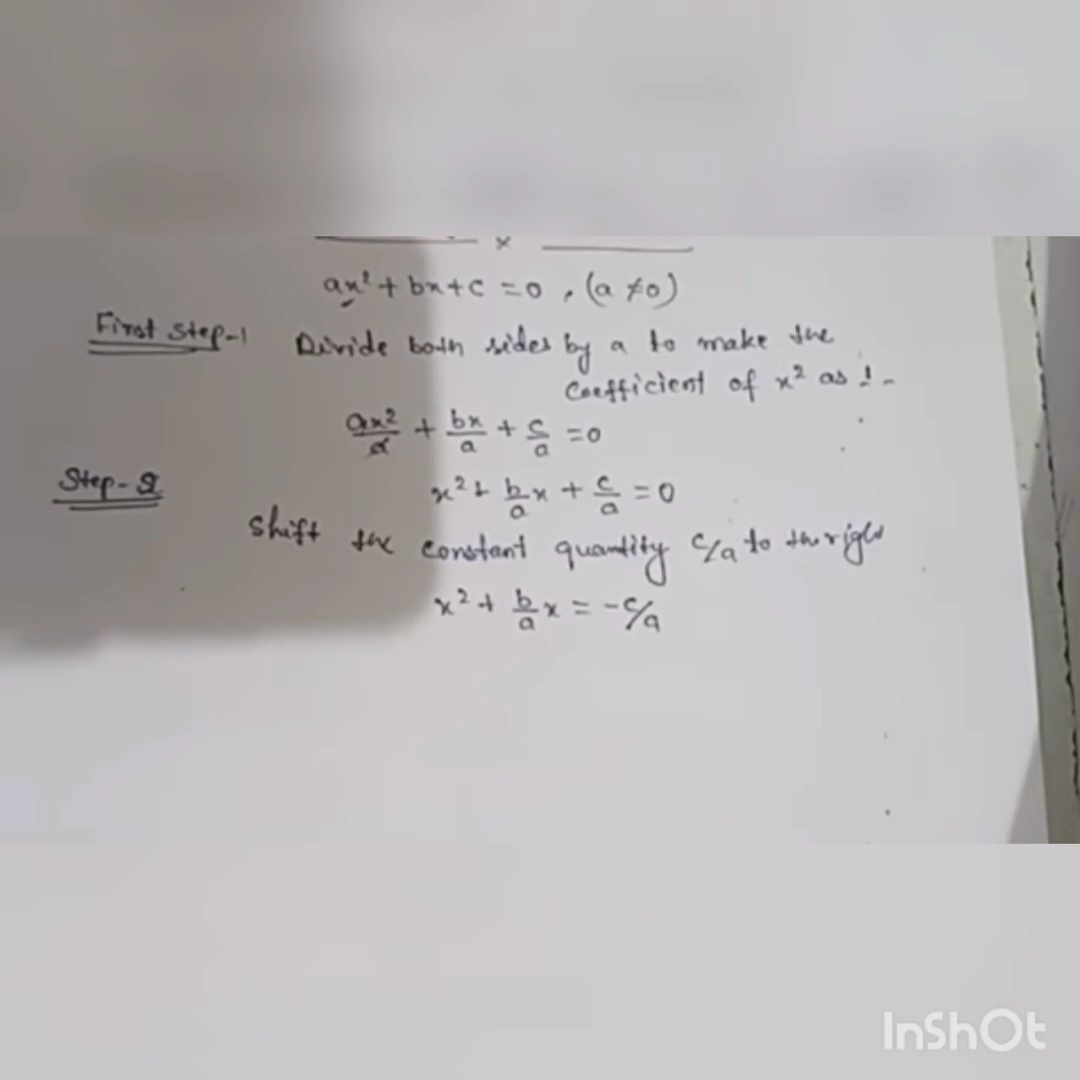 ax² + bx + c = 0 , (a ≠ 0)
First Step-1 Divide both sides by a to make the
coefficient of x² as 1.
ax²/a + bx/a + c/a = 0
Step-2 x² + b/a x + c/a = 0
Shift the constant quantity c/a to the right
x² + b/a x = -c/a
InShOt